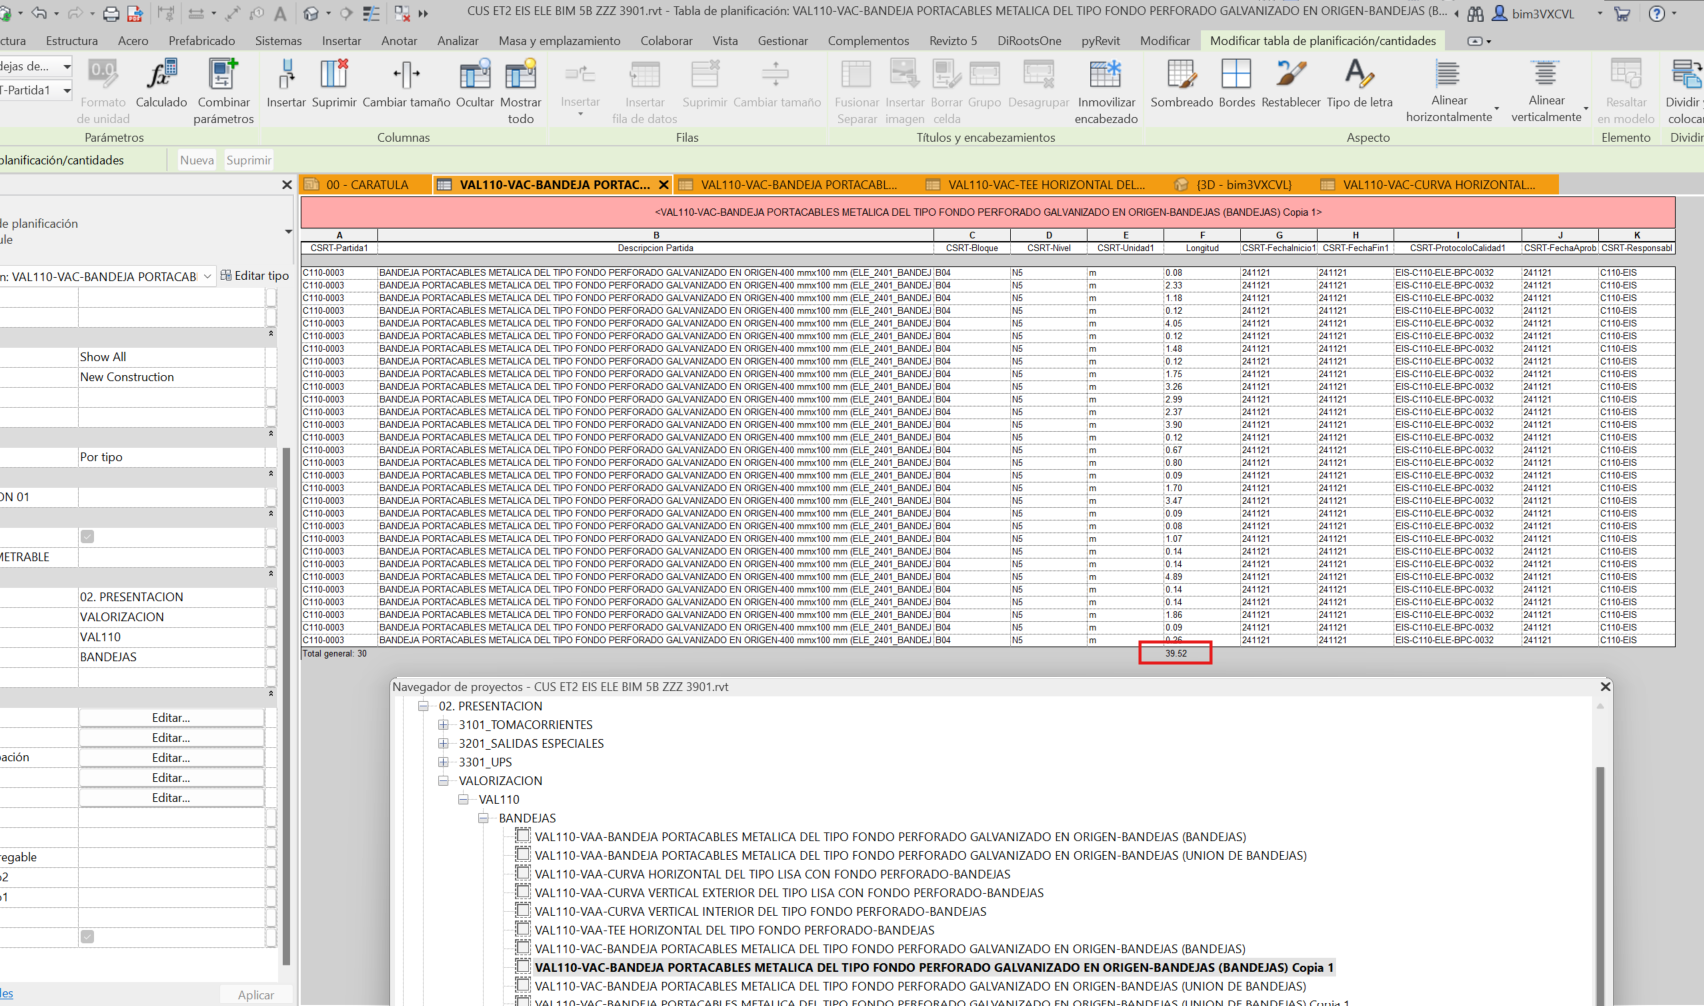 CUS ET2 EIS ELE BIM 5B ZZZ 3901.rvt - Tabla de planificación: VAL110-VAC-BANDEJA PORTACABLES METALICA DEL TIPO FONDO PERFORADO GALVANIZADO EN ORIGEN-BANDEJAS (B...
bim3VXCVL
Estructura Acero Prefabricado Sistemas Insertar Anotar Analizar Masa y emplazamiento Colaborar Vista Gestionar Complementos Revizto 5 DiRootsOne pyRevit Modificar Modificar tabla de planificación/cantidades
Formato de unidad Calculado Combinar parámetros Insertar Suprimir Cambiar tamaño Ocultar Mostrar todo Insertar Insertar fila de datos Suprimir Cambiar tamaño Fusionar Separar Insertar imagen Borrar celda Grupo Desagrupar Inmovilizar encabezado Sombreado Bordes Restablecer Tipo de letra Alinear horizontalmente Alinear verticalmente Resaltar en modelo Dividir
Parámetros Columnas Filas Títulos y encabezamientos Aspecto Elemento
planificación/cantidades Nueva Suprimir
00 - CARATULA VAL110-VAC-BANDEJA PORTAC... VAL110-VAC-BANDEJA PORTACABL... VAL110-VAC-TEE HORIZONTAL DEL... {3D - bim3VXCVL} VAL110-VAC-CURVA HORIZONTAL...
de planificación
VAL110-VAC-BANDEJA PORTACAB Editar tipo
Show All
New Construction
Por tipo
ON 01
METRABLE
02. PRESENTACION
VALORIZACION
VAL110
BANDEJAS
Editar...
Editar...
Editar...
Editar...
Editar...
Aplicar
<VAL110-VAC-BANDEJA PORTACABLES METALICA DEL TIPO FONDO PERFORADO GALVANIZADO EN ORIGEN-BANDEJAS (BANDEJAS) Copia 1>
A B C D E F G H I J K
CSRT-Partida1 Descripcion Partida CSRT-Bloque CSRT-Nivel CSRT-Unidad1 Longitud CSRT-FechaInicio1 CSRT-FechaFin1 CSRT-ProtocoloCalidad1 CSRT-FechaAprob CSRT-Responsabl
C110-0003 BANDEJA PORTACABLES METALICA DEL TIPO FONDO PERFORADO GALVANIZADO EN ORIGEN-400 mmx100 mm (ELE_2401_BANDEJ B04 N5 m 0.08 241121 241121 EIS-C110-ELE-BPC-0032 241121 C110-EIS
C110-0003 BANDEJA PORTACABLES METALICA DEL TIPO FONDO PERFORADO GALVANIZADO EN ORIGEN-400 mmx100 mm (ELE_2401_BANDEJ B04 N5 m 2.33 241121 241121 EIS-C110-ELE-BPC-0032 241121 C110-EIS
C110-0003 BANDEJA PORTACABLES METALICA DEL TIPO FONDO PERFORADO GALVANIZADO EN ORIGEN-400 mmx100 mm (ELE_2401_BANDEJ B04 N5 m 1.18 241121 241121 EIS-C110-ELE-BPC-0032 241121 C110-EIS
C110-0003 BANDEJA PORTACABLES METALICA DEL TIPO FONDO PERFORADO GALVANIZADO EN ORIGEN-400 mmx100 mm (ELE_2401_BANDEJ B04 N5 m 0.12 241121 241121 EIS-C110-ELE-BPC-0032 241121 C110-EIS
C110-0003 BANDEJA PORTACABLES METALICA DEL TIPO FONDO PERFORADO GALVANIZADO EN ORIGEN-400 mmx100 mm (ELE_2401_BANDEJ B04 N5 m 4.05 241121 241121 EIS-C110-ELE-BPC-0032 241121 C110-EIS
C110-0003 BANDEJA PORTACABLES METALICA DEL TIPO FONDO PERFORADO GALVANIZADO EN ORIGEN-400 mmx100 mm (ELE_2401_BANDEJ B04 N5 m 0.12 241121 241121 EIS-C110-ELE-BPC-0032 241121 C110-EIS
C110-0003 BANDEJA PORTACABLES METALICA DEL TIPO FONDO PERFORADO GALVANIZADO EN ORIGEN-400 mmx100 mm (ELE_2401_BANDEJ B04 N5 m 1.48 241121 241121 EIS-C110-ELE-BPC-0032 241121 C110-EIS
C110-0003 BANDEJA PORTACABLES METALICA DEL TIPO FONDO PERFORADO GALVANIZADO EN ORIGEN-400 mmx100 mm (ELE_2401_BANDEJ B04 N5 m 0.12 241121 241121 EIS-C110-ELE-BPC-0032 241121 C110-EIS
C110-0003 BANDEJA PORTACABLES METALICA DEL TIPO FONDO PERFORADO GALVANIZADO EN ORIGEN-400 mmx100 mm (ELE_2401_BANDEJ B04 N5 m 1.75 241121 241121 EIS-C110-ELE-BPC-0032 241121 C110-EIS
C110-0003 BANDEJA PORTACABLES METALICA DEL TIPO FONDO PERFORADO GALVANIZADO EN ORIGEN-400 mmx100 mm (ELE_2401_BANDEJ B04 N5 m 3.26 241121 241121 EIS-C110-ELE-BPC-0032 241121 C110-EIS
C110-0003 BANDEJA PORTACABLES METALICA DEL TIPO FONDO PERFORADO GALVANIZADO EN ORIGEN-400 mmx100 mm (ELE_2401_BANDEJ B04 N5 m 2.99 241121 241121 EIS-C110-ELE-BPC-0032 241121 C110-EIS
C110-0003 BANDEJA PORTACABLES METALICA DEL TIPO FONDO PERFORADO GALVANIZADO EN ORIGEN-400 mmx100 mm (ELE_2401_BANDEJ B04 N5 m 2.37 241121 241121 EIS-C110-ELE-BPC-0032 241121 C110-EIS
C110-0003 BANDEJA PORTACABLES METALICA DEL TIPO FONDO PERFORADO GALVANIZADO EN ORIGEN-400 mmx100 mm (ELE_2401_BANDEJ B04 N5 m 3.90 241121 241121 EIS-C110-ELE-BPC-0032 241121 C110-EIS
C110-0003 BANDEJA PORTACABLES METALICA DEL TIPO FONDO PERFORADO GALVANIZADO EN ORIGEN-400 mmx100 mm (ELE_2401_BANDEJ B04 N5 m 0.12 241121 241121 EIS-C110-ELE-BPC-0032 241121 C110-EIS
C110-0003 BANDEJA PORTACABLES METALICA DEL TIPO FONDO PERFORADO GALVANIZADO EN ORIGEN-400 mmx100 mm (ELE_2401_BANDEJ B04 N5 m 0.67 241121 241121 EIS-C110-ELE-BPC-0032 241121 C110-EIS
C110-0003 BANDEJA PORTACABLES METALICA DEL TIPO FONDO PERFORADO GALVANIZADO EN ORIGEN-400 mmx100 mm (ELE_2401_BANDEJ B04 N5 m 0.80 241121 241121 EIS-C110-ELE-BPC-0032 241121 C110-EIS
C110-0003 BANDEJA PORTACABLES METALICA DEL TIPO FONDO PERFORADO GALVANIZADO EN ORIGEN-400 mmx100 mm (ELE_2401_BANDEJ B04 N5 m 0.09 241121 241121 EIS-C110-ELE-BPC-0032 241121 C110-EIS
C110-0003 BANDEJA PORTACABLES METALICA DEL TIPO FONDO PERFORADO GALVANIZADO EN ORIGEN-400 mmx100 mm (ELE_2401_BANDEJ B04 N5 m 1.70 241121 241121 EIS-C110-ELE-BPC-0032 241121 C110-EIS
C110-0003 BANDEJA PORTACABLES METALICA DEL TIPO FONDO PERFORADO GALVANIZADO EN ORIGEN-400 mmx100 mm (ELE_2401_BANDEJ B04 N5 m 3.47 241121 241121 EIS-C110-ELE-BPC-0032 241121 C110-EIS
C110-0003 BANDEJA PORTACABLES METALICA DEL TIPO FONDO PERFORADO GALVANIZADO EN ORIGEN-400 mmx100 mm (ELE_2401_BANDEJ B04 N5 m 0.09 241121 241121 EIS-C110-ELE-BPC-0032 241121 C110-EIS
C110-0003 BANDEJA PORTACABLES METALICA DEL TIPO FONDO PERFORADO GALVANIZADO EN ORIGEN-400 mmx100 mm (ELE_2401_BANDEJ B04 N5 m 0.08 241121 241121 EIS-C110-ELE-BPC-0032 241121 C110-EIS
C110-0003 BANDEJA PORTACABLES METALICA DEL TIPO FONDO PERFORADO GALVANIZADO EN ORIGEN-400 mmx100 mm (ELE_2401_BANDEJ B04 N5 m 1.07 241121 241121 EIS-C110-ELE-BPC-0032 241121 C110-EIS
C110-0003 BANDEJA PORTACABLES METALICA DEL TIPO FONDO PERFORADO GALVANIZADO EN ORIGEN-400 mmx100 mm (ELE_2401_BANDEJ B04 N5 m 0.14 241121 241121 EIS-C110-ELE-BPC-0032 241121 C110-EIS
C110-0003 BANDEJA PORTACABLES METALICA DEL TIPO FONDO PERFORADO GALVANIZADO EN ORIGEN-400 mmx100 mm (ELE_2401_BANDEJ B04 N5 m 0.14 241121 241121 EIS-C110-ELE-BPC-0032 241121 C110-EIS
C110-0003 BANDEJA PORTACABLES METALICA DEL TIPO FONDO PERFORADO GALVANIZADO EN ORIGEN-400 mmx100 mm (ELE_2401_BANDEJ B04 N5 m 4.89 241121 241121 EIS-C110-ELE-BPC-0032 241121 C110-EIS
C110-0003 BANDEJA PORTACABLES METALICA DEL TIPO FONDO PERFORADO GALVANIZADO EN ORIGEN-400 mmx100 mm (ELE_2401_BANDEJ B04 N5 m 0.14 241121 241121 EIS-C110-ELE-BPC-0032 241121 C110-EIS
C110-0003 BANDEJA PORTACABLES METALICA DEL TIPO FONDO PERFORADO GALVANIZADO EN ORIGEN-400 mmx100 mm (ELE_2401_BANDEJ B04 N5 m 0.14 241121 241121 EIS-C110-ELE-BPC-0032 241121 C110-EIS
C110-0003 BANDEJA PORTACABLES METALICA DEL TIPO FONDO PERFORADO GALVANIZADO EN ORIGEN-400 mmx100 mm (ELE_2401_BANDEJ B04 N5 m 1.86 241121 241121 EIS-C110-ELE-BPC-0032 241121 C110-EIS
C110-0003 BANDEJA PORTACABLES METALICA DEL TIPO FONDO PERFORADO GALVANIZADO EN ORIGEN-400 mmx100 mm (ELE_2401_BANDEJ B04 N5 m 0.09 241121 241121 EIS-C110-ELE-BPC-0032 241121 C110-EIS
C110-0003 BANDEJA PORTACABLES METALICA DEL TIPO FONDO PERFORADO GALVANIZADO EN ORIGEN-400 mmx100 mm (ELE_2401_BANDEJ B04 N5 m 0.26 241121 241121 EIS-C110-ELE-BPC-0032 241121 C110-EIS
Total general: 30 39.52
Navegador de proyectos - CUS ET2 EIS ELE BIM 5B ZZZ 3901.rvt
02. PRESENTACION
3101_TOMACORRIENTES
3201_SALIDAS ESPECIALES
3301_UPS
VALORIZACION
VAL110
BANDEJAS
VAL110-VAA-BANDEJA PORTACABLES METALICA DEL TIPO FONDO PERFORADO GALVANIZADO EN ORIGEN-BANDEJAS (BANDEJAS)
VAL110-VAA-BANDEJA PORTACABLES METALICA DEL TIPO FONDO PERFORADO GALVANIZADO EN ORIGEN-BANDEJAS (UNION DE BANDEJAS)
VAL110-VAA-CURVA HORIZONTAL DEL TIPO LISA CON FONDO PERFORADO-BANDEJAS
VAL110-VAA-CURVA VERTICAL EXTERIOR DEL TIPO LISA CON FONDO PERFORADO-BANDEJAS
VAL110-VAA-CURVA VERTICAL INTERIOR DEL TIPO FONDO PERFORADO-BANDEJAS
VAL110-VAA-TEE HORIZONTAL DEL TIPO FONDO PERFORADO-BANDEJAS
VAL110-VAC-BANDEJA PORTACABLES METALICA DEL TIPO FONDO PERFORADO GALVANIZADO EN ORIGEN-BANDEJAS (BANDEJAS)
VAL110-VAC-BANDEJA PORTACABLES METALICA DEL TIPO FONDO PERFORADO GALVANIZADO EN ORIGEN-BANDEJAS (BANDEJAS) Copia 1
VAL110-VAC-BANDEJA PORTACABLES METALICA DEL TIPO FONDO PERFORADO GALVANIZADO EN ORIGEN-BANDEJAS (UNION DE BANDEJAS)
VAL110-VAC-BANDEJA PORTACABLES METALICA DEL TIPO FONDO PERFORADO GALVANIZADO EN ORIGEN-BANDEJAS (UNION DE BANDEJAS) Copia 1